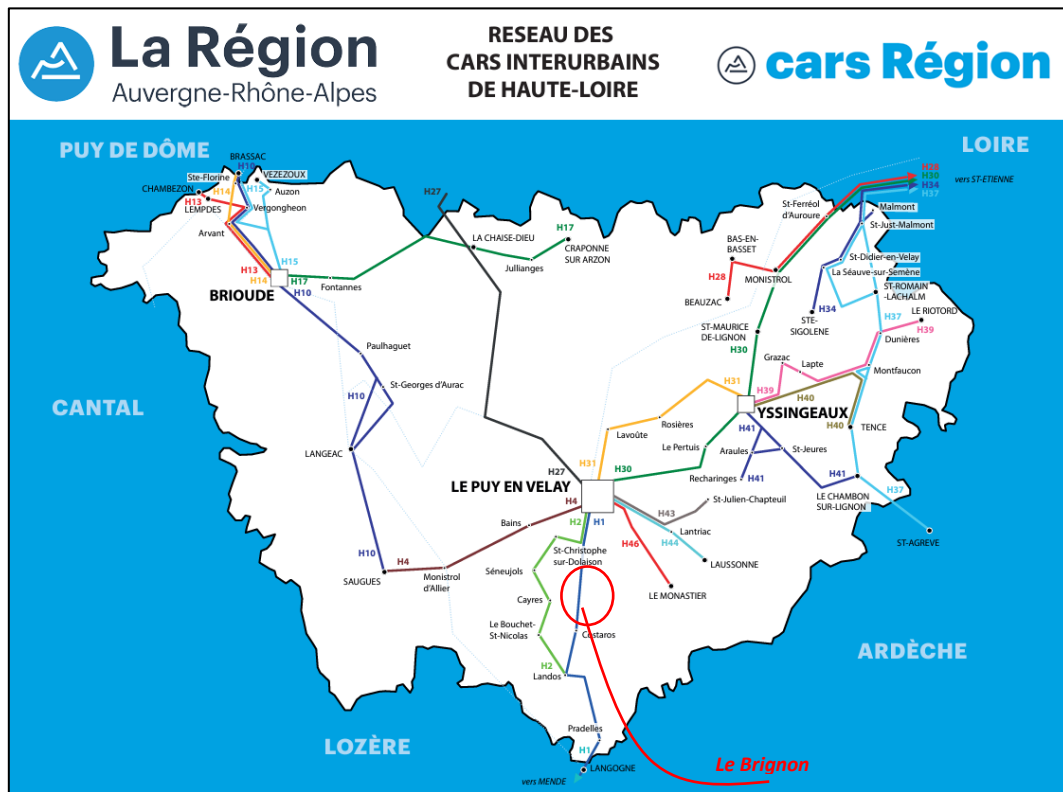 La Région
Auvergne-Rhône-Alpes
RESEAU DES
CARS INTERURBAINS
DE HAUTE-LOIRE
cars Région
PUY DE DÔME
LOIRE
BRASSAC
H10
Ste-Florine
VEZEZOUX
CHAMBEZON
H14
H15
Auzon
H13
LEMPDES
Vergongheon
Arvant
H15
H13
H14
H17
H10
BRIOUDE
Fontannes
H27
LA CHAISE-DIEU
H17
CRAPONNE
SUR ARZON
Jullianges
H28
H30
H34
H37
vers ST-ETIENNE
St-Ferréol
d'Auroure
Malmont
St-Just-Malmont
BAS-EN-
BASSET
St-Didier-en-Velay
La Séauve-sur-Semène
H28
MONISTROL
BEAUZAC
ST-ROMAIN
-LACHALM
H34
STE-
SIGOLENE
LE RIOTORD
H37
H39
ST-MAURICE
DE-LIGNON
H30
Dunières
Grazac
Lapte
Montfaucon
Paulhaguet
St-Georges d'Aurac
H10
CANTAL
LANGEAC
H31
H39
H40
YSSINGEAUX
H40
TENCE
Rosières
Lavoûte
H41
Le Pertuis
Araules
St-Jeures
H31
H30
Recharinges
H41
H41
H37
LE CHAMBON
SUR-LIGNON
ST-AGREVE
H27
LE PUY EN VELAY
H4
H2
H1
St-Julien-Chapteuil
H43
Bains
Lantriac
H44
H46
LAUSSONNE
St-Christophe
sur-Dolaison
H10
H4
SAUGUES
Monistrol
d'Allier
Séneujols
LE MONASTIER
Cayres
Le Bouchet-
St-Nicolas
Costaros
H2
Landos
ARDÈCHE
LOZÈRE
Pradelles
H1
LANGOGNE
vers MENDE
Le Brignon